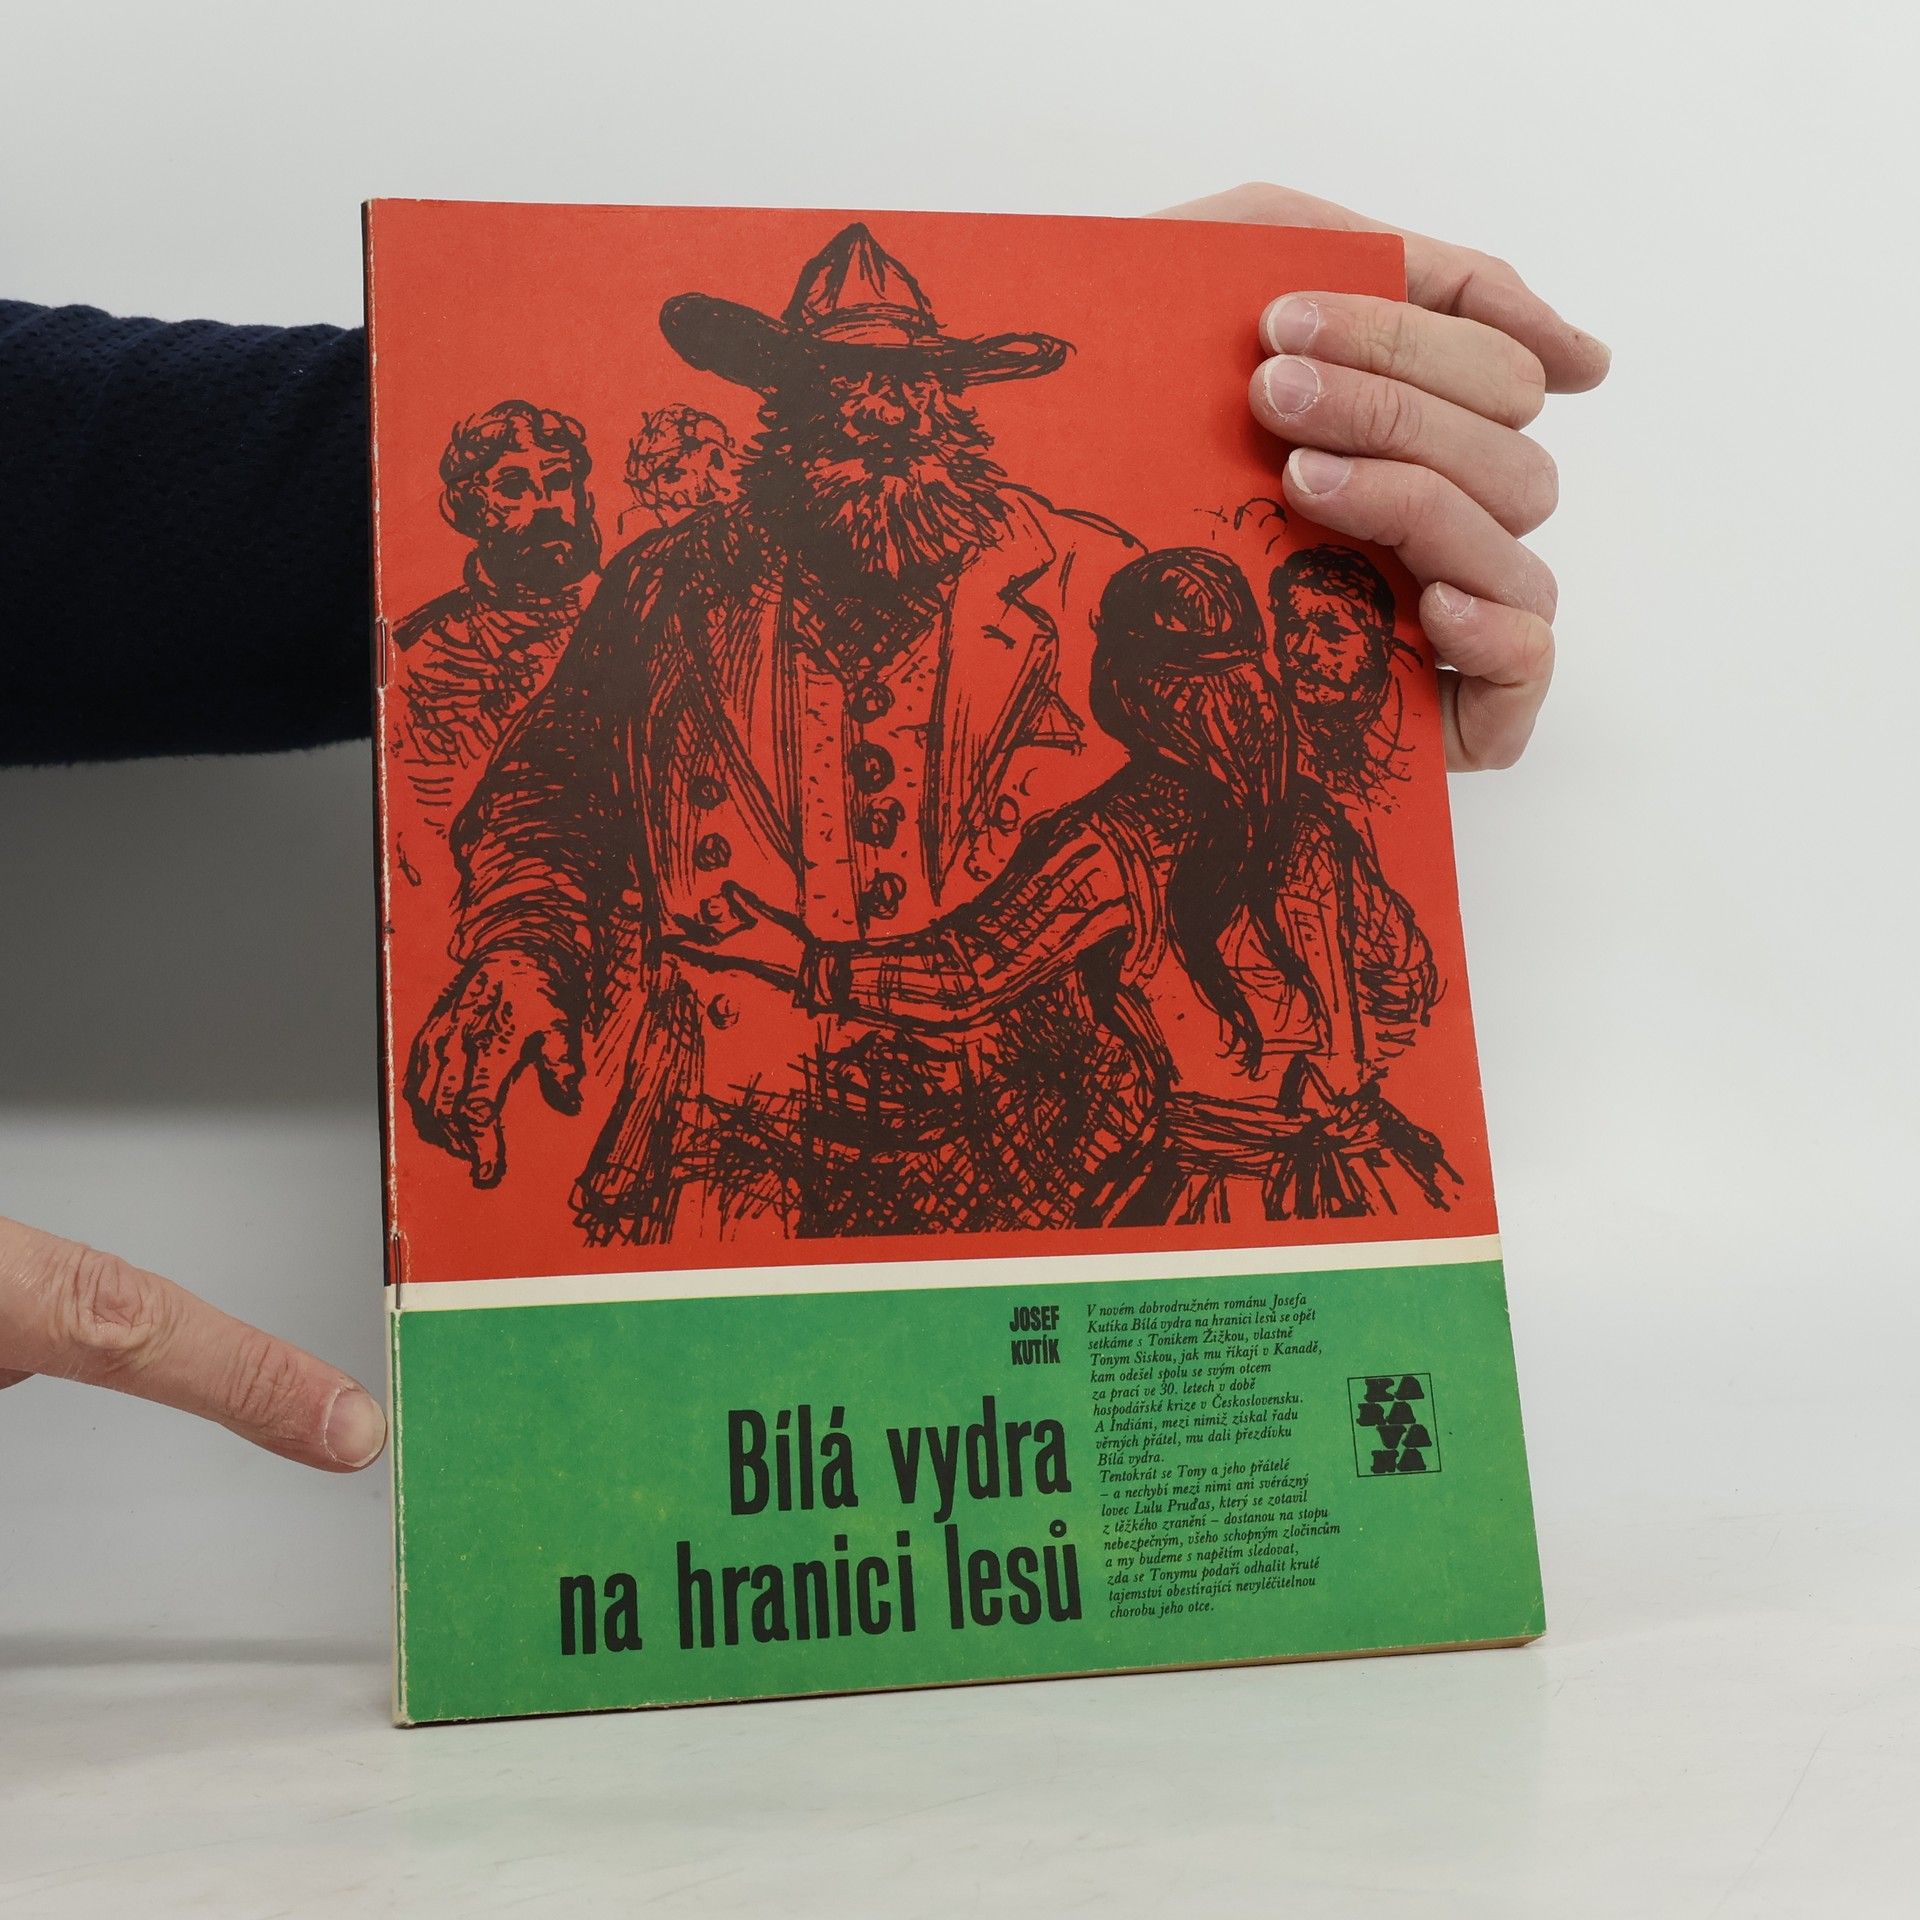 JOSEF
KUTÍK
Bílá vydra
na hranici lesů
V novém dobrodružném románu Josefa
Kutíka Bílá vydra na hranici lesů se opět
setkáme s Toníkem Žižkou, vlastně
Tonym Siskou, jak mu říkají v Kanadě,
kam odešel spolu se svým otcem
za prací ve 30. letech v době
hospodářské krize v Československu.
A Indiáni, mezi nimiž získal řadu
věrných přátel, mu dali přezdívku
Bílá vydra.
Tentokrát se Tony a jeho přátelé
– a nechybí mezi nimi ani svérázný
lovec Lulu Pruďas, který se zotavil
z těžkého zranění – dostanou na stopu
nebezpečným, všeho schopným zločincům
a my budeme s napětím sledovat,
zda se Tonymu podaří odhalit kruté
tajemství obestírající nevyléčitelnou
chorobu jeho otce.
KA
RA
VA
NA